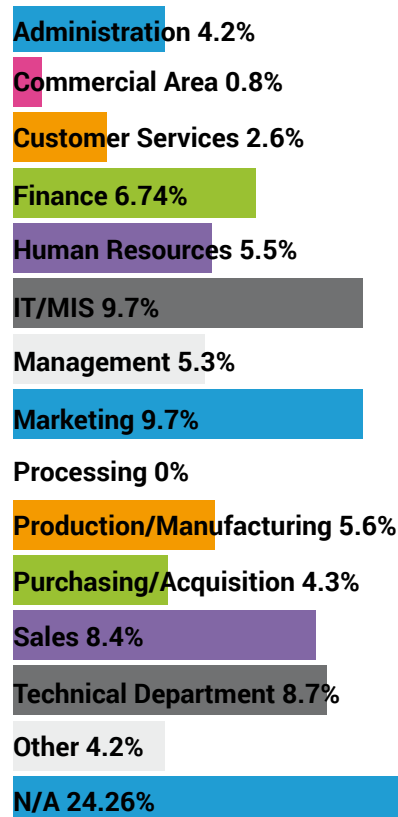 Administration 4.2%
Commercial Area 0.8%
Customer Services 2.6%
Finance 6.74%
Human Resources 5.5%
IT/MIS 9.7%
Management 5.3%
Marketing 9.7%
Processing 0%
Production/Manufacturing 5.6%
Purchasing/Acquisition 4.3%
Sales 8.4%
Technical Department 8.7%
Other 4.2%
N/A 24.26%